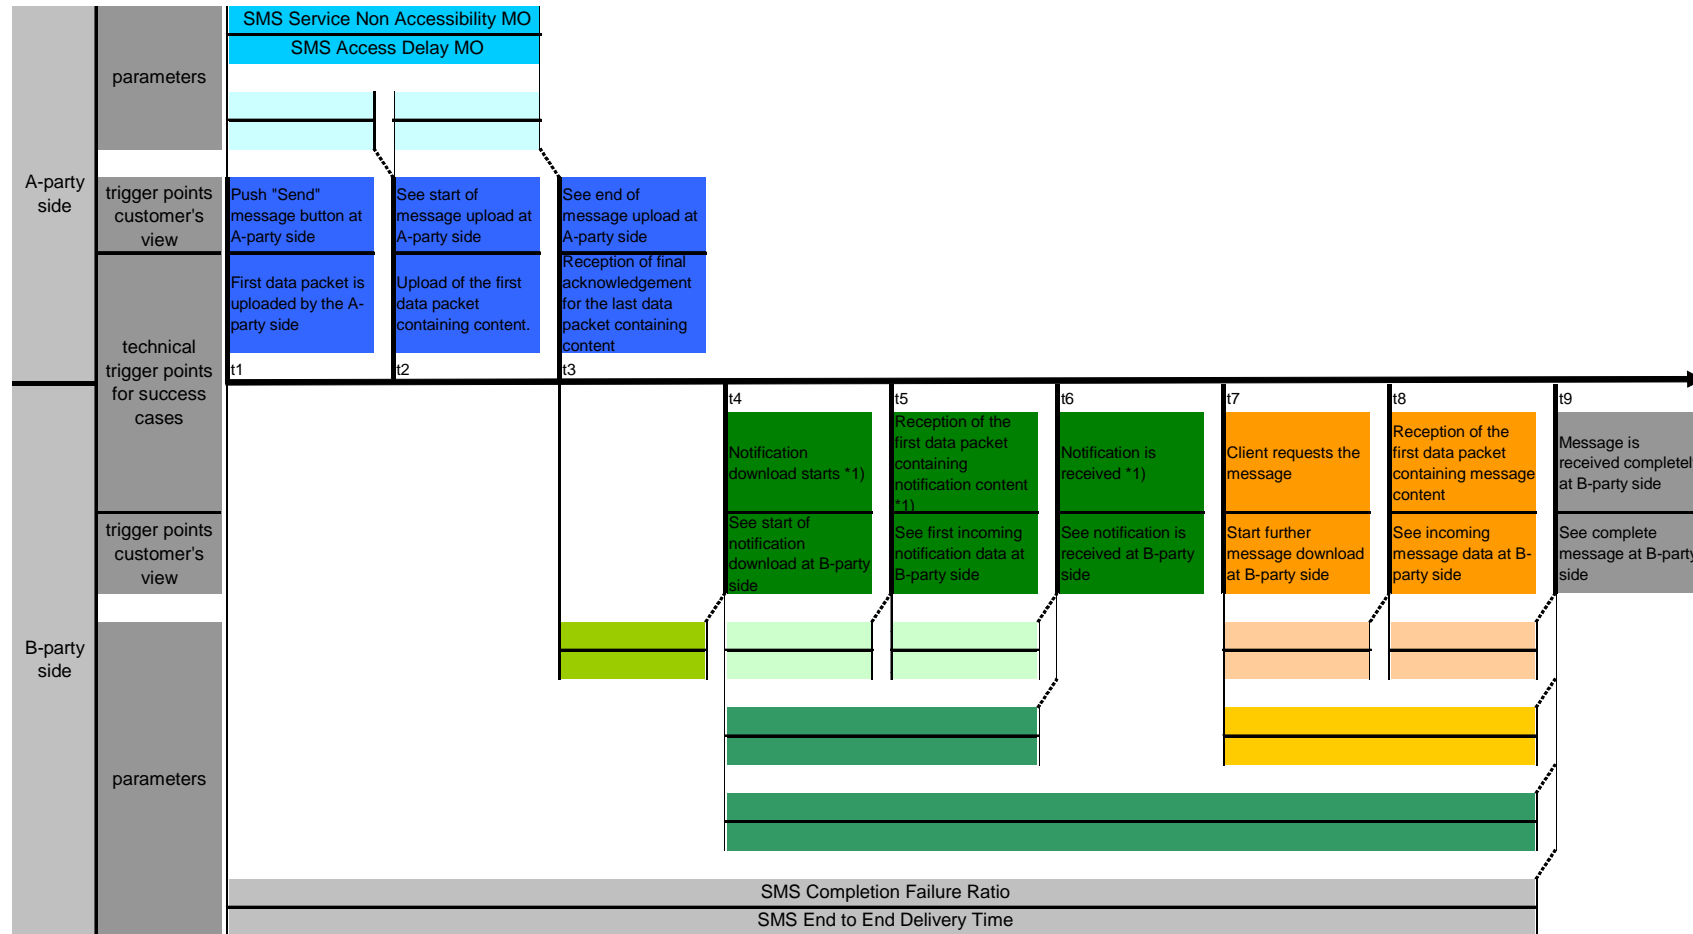 SMS Service Non Accessibility MO
SMS Access Delay MO
parameters
A-party
side
trigger points
customer's
view
Push "Send"
message button at
A-party side
See start of
message upload at
A-party side
See end of
message upload at
A-party side
technical
trigger points
for success
cases
First data packet is
uploaded by the A-
party side
Upload of the first
data packet
containing content.
Reception of final
acknowledgement
for the last data
packet containing
content
t1
t2
t3
t4
t5
t6
t7
t8
t9
Notification
download starts *1)
Reception of the
first data packet
containing
notification content
*1)
Notification is
received *1)
Client requests the
message
Reception of the
first data packet
containing message
content
Message is
received completely
at B-party side
B-party
side
trigger points
customer's
view
See start of
notification
download at B-party
side
See first incoming
notification data at
B-party side
See notification is
received at B-party
side
Start further
message download
at B-party side
See incoming
message data at B-
party side
See complete
message at B-party
side
parameters
SMS Completion Failure Ratio
SMS End to End Delivery Time